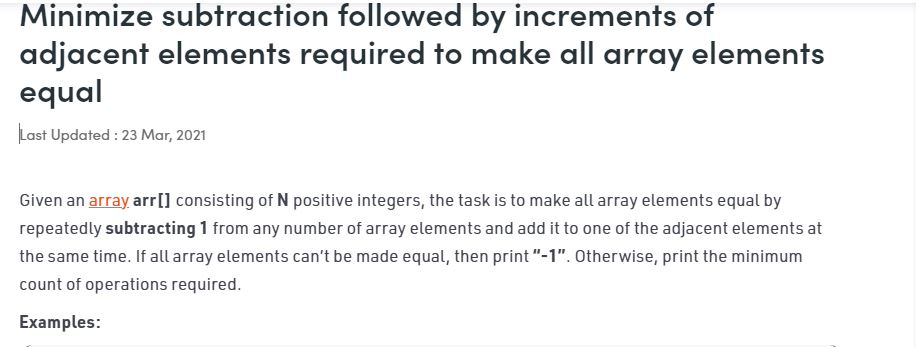 Minimize subtraction followed by increments of
adjacent elements required to make all array elements
equal
Last Updated : 23 Mar, 2021
Given an array arr[] consisting of N positive integers, the task is to make all array elements equal by
repeatedly subtracting 1 from any number of array elements and add it to one of the adjacent elements at
the same time. If all array elements can’t be made equal, then print “-1”. Otherwise, print the minimum
count of operations required.
Examples: